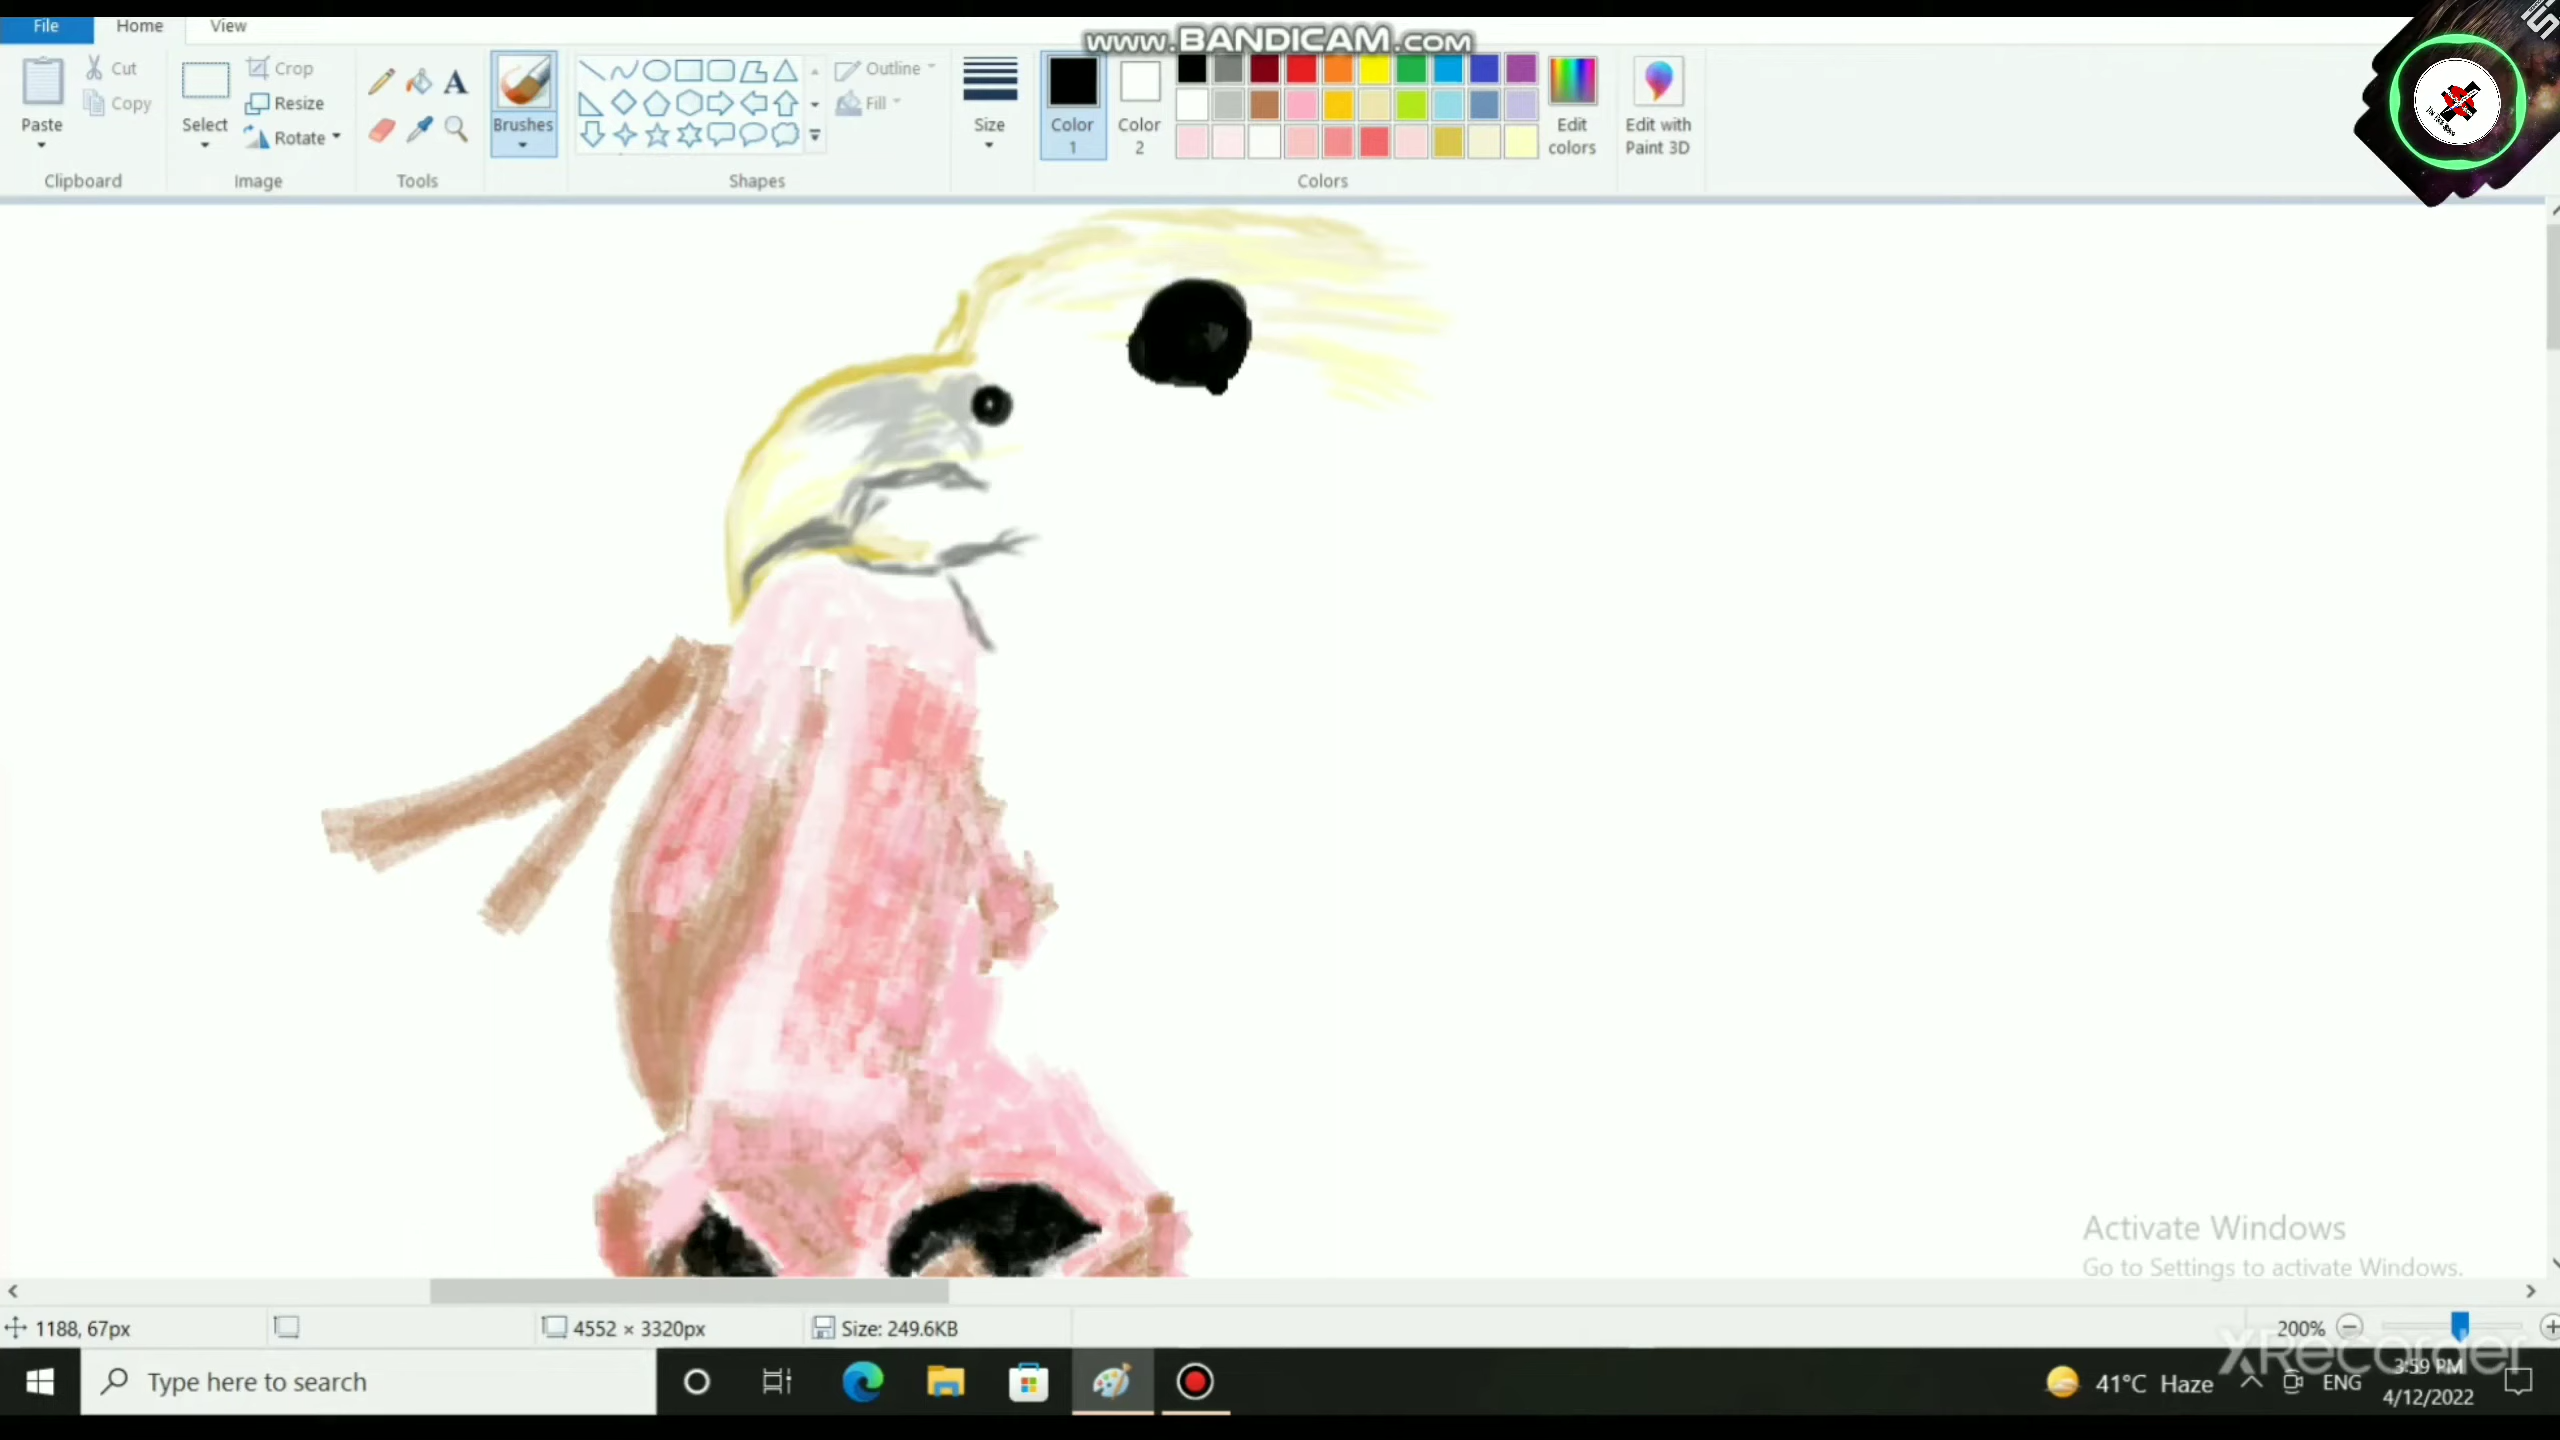 www.BANDICAM.com
File Home View
Cut
Copy
Paste
Clipboard
Select
Crop
Resize
Rotate
Image
A
Tools
Brushes
Outline
Fill
Shapes
Size
Color
1
Color
2
Edit
colors
Colors
Edit with
Paint 3D
Activate Windows
Go to Settings to activate Windows.
1188, 67px
4552 × 3320px
Size: 249.6KB
200%
XRecorder
Type here to search
41°C Haze
ENG
3:59 PM
4/12/2022